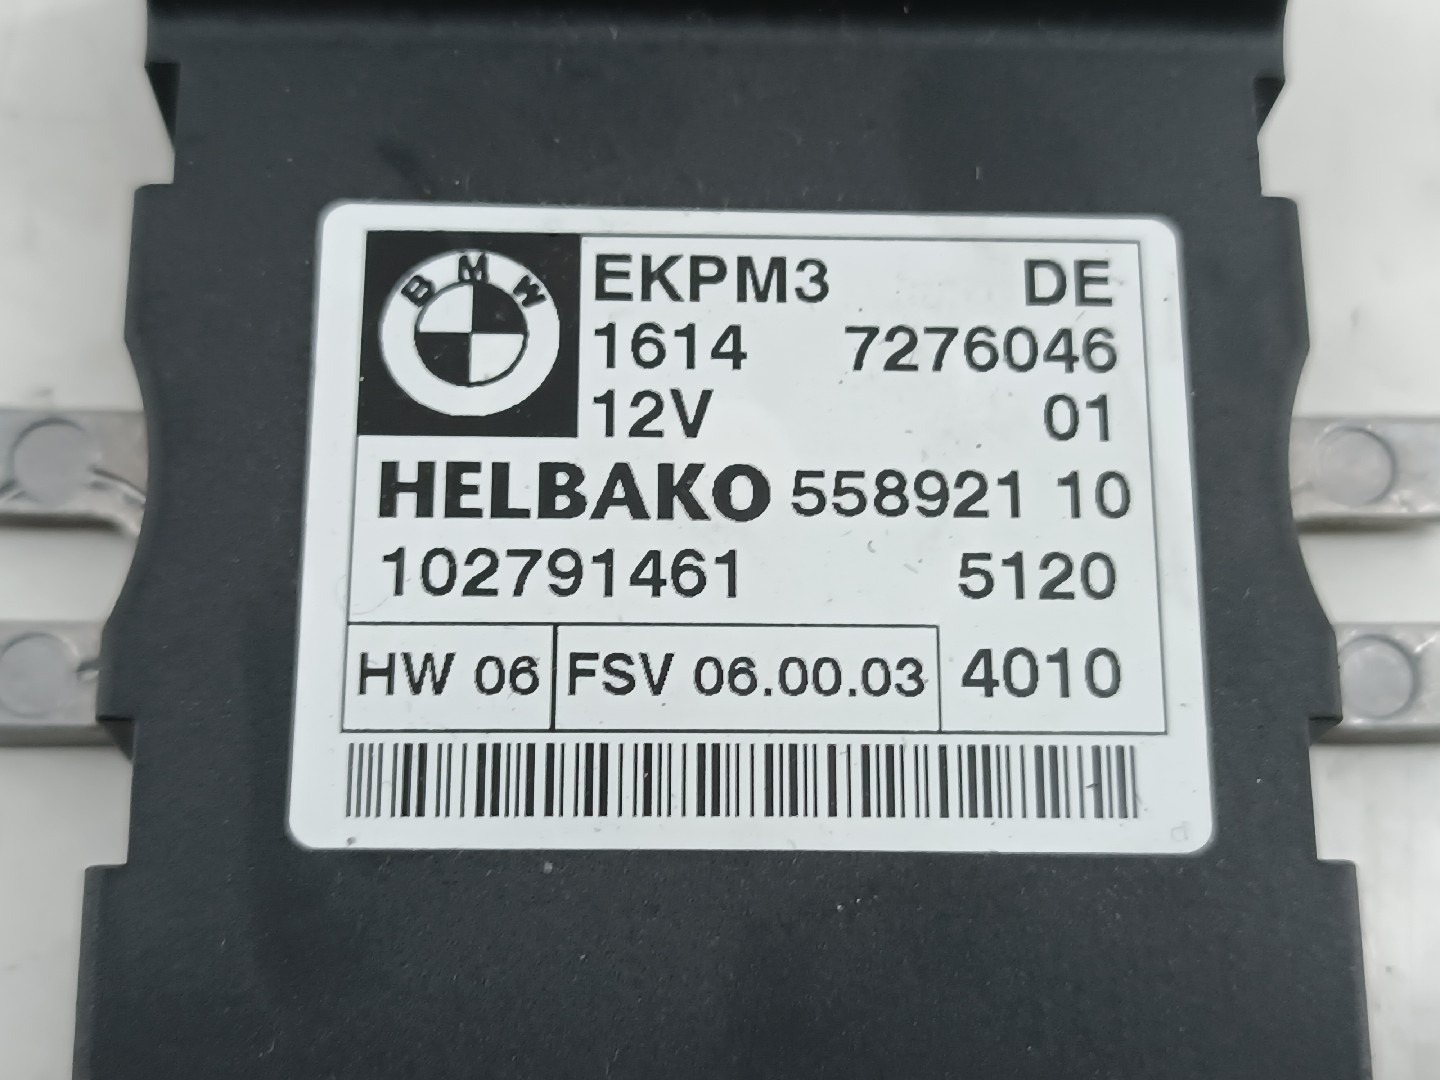 BMW
EKPM3 DE
1614 7276046
12V 01
HELBAKO 558921 10
102791461 5120
HW 06 FSV 06.00.03 4010